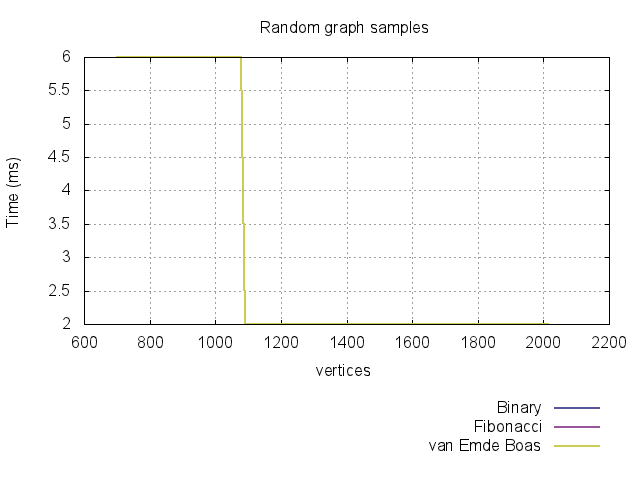 Random graph samples
6
5.5
5
4.5
4
3.5
3
2.5
2
Time (ms)
600 800 1000 1200 1400 1600 1800 2000 2200
vertices
Binary
Fibonacci
van Emde Boas